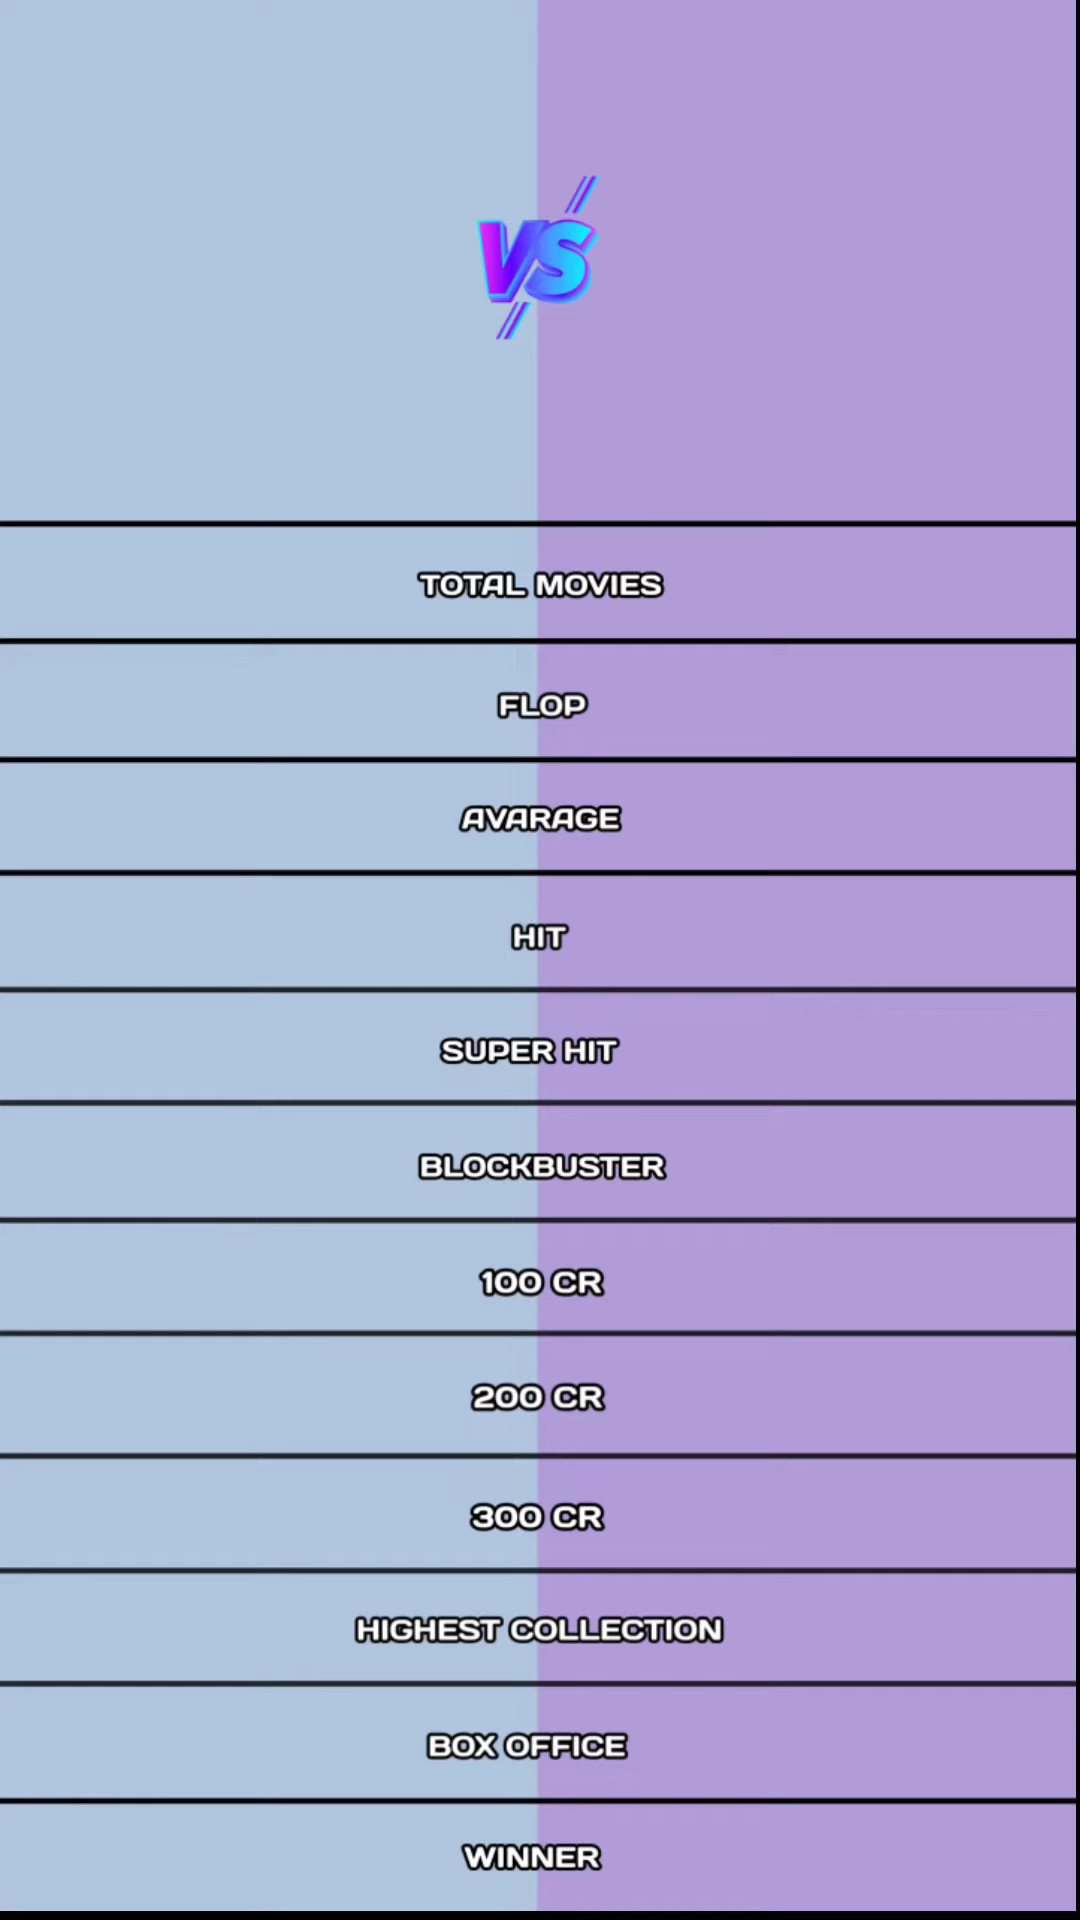 VS
TOTAL MOVIES
FLOP
AVARAGE
HIT
SUPER HIT
BLOCKBUSTER
100 CR
200 CR
300 CR
HIGHEST COLLECTION
BOX OFFICE
WINNER